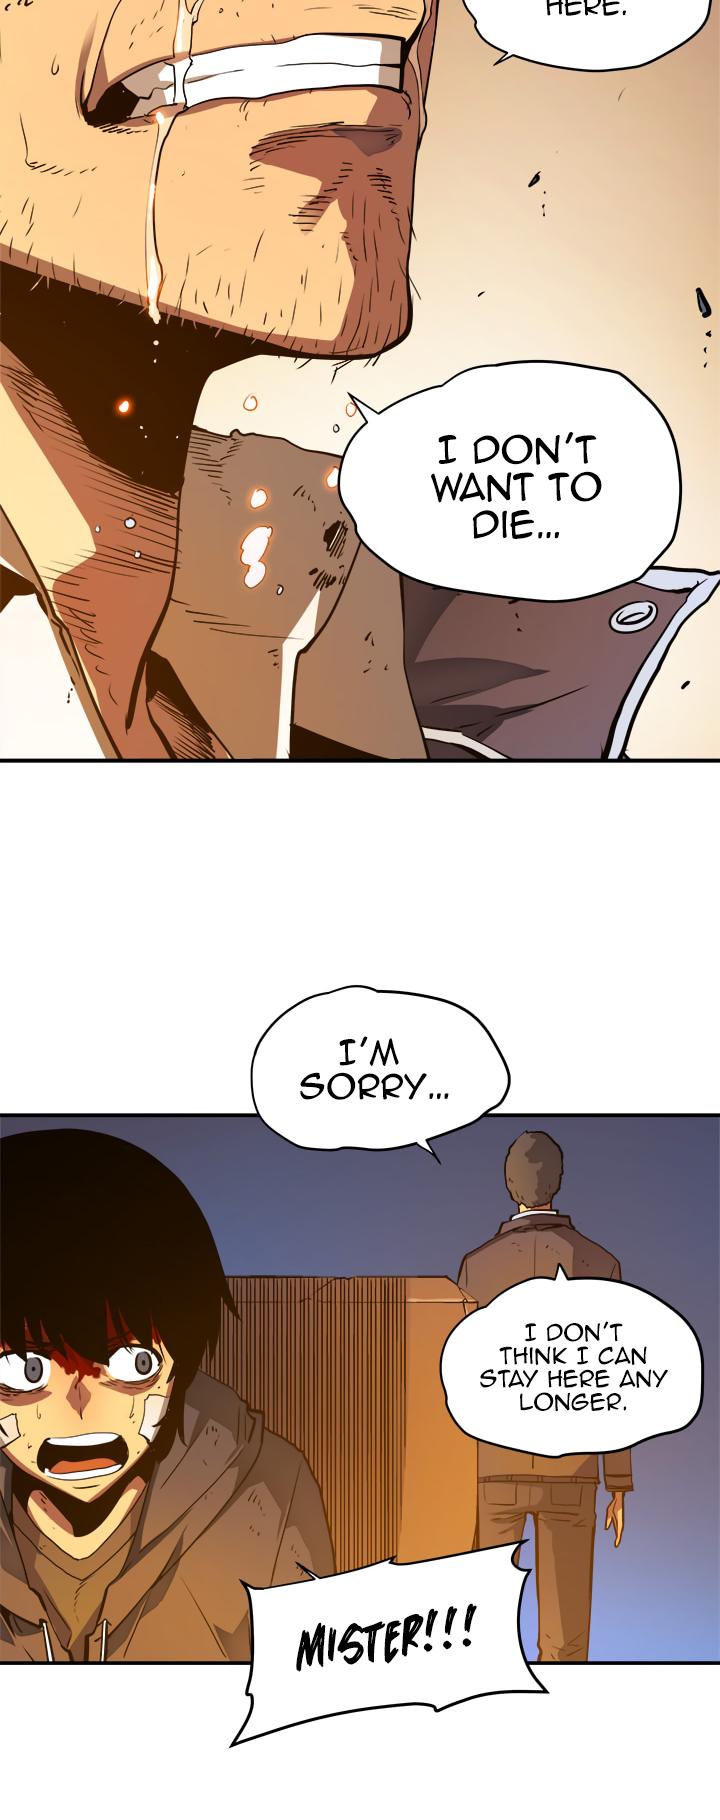 HERE.
I DON'T
WANT TO
DIE...
I'M
SORRY...
I DON'T
THINK I CAN
STAY HERE ANY
LONGER.
MISTER!!!